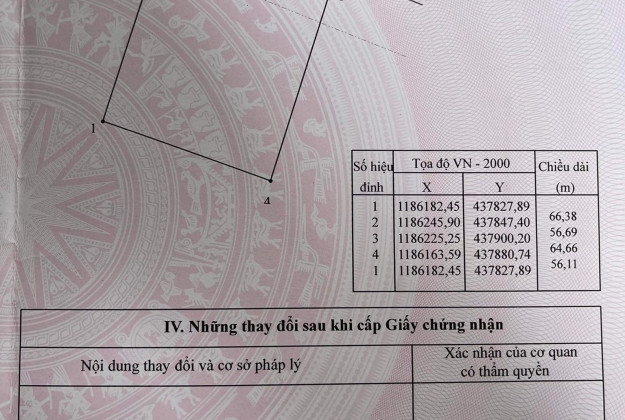 1
4
Số hiệu đỉnh | Tọa độ VN - 2000 | Chiều dài (m)
X | Y
1 | 1186182,45 | 437827,89
66,38
2 | 1186245,90 | 437847,40
56,69
3 | 1186225,25 | 437900,20
64,66
4 | 1186163,59 | 437880,74
56,11
1 | 1186182,45 | 437827,89
IV. Những thay đổi sau khi cấp Giấy chứng nhận
Nội dung thay đổi và cơ sở pháp lý
Xác nhận của cơ quan
có thẩm quyền